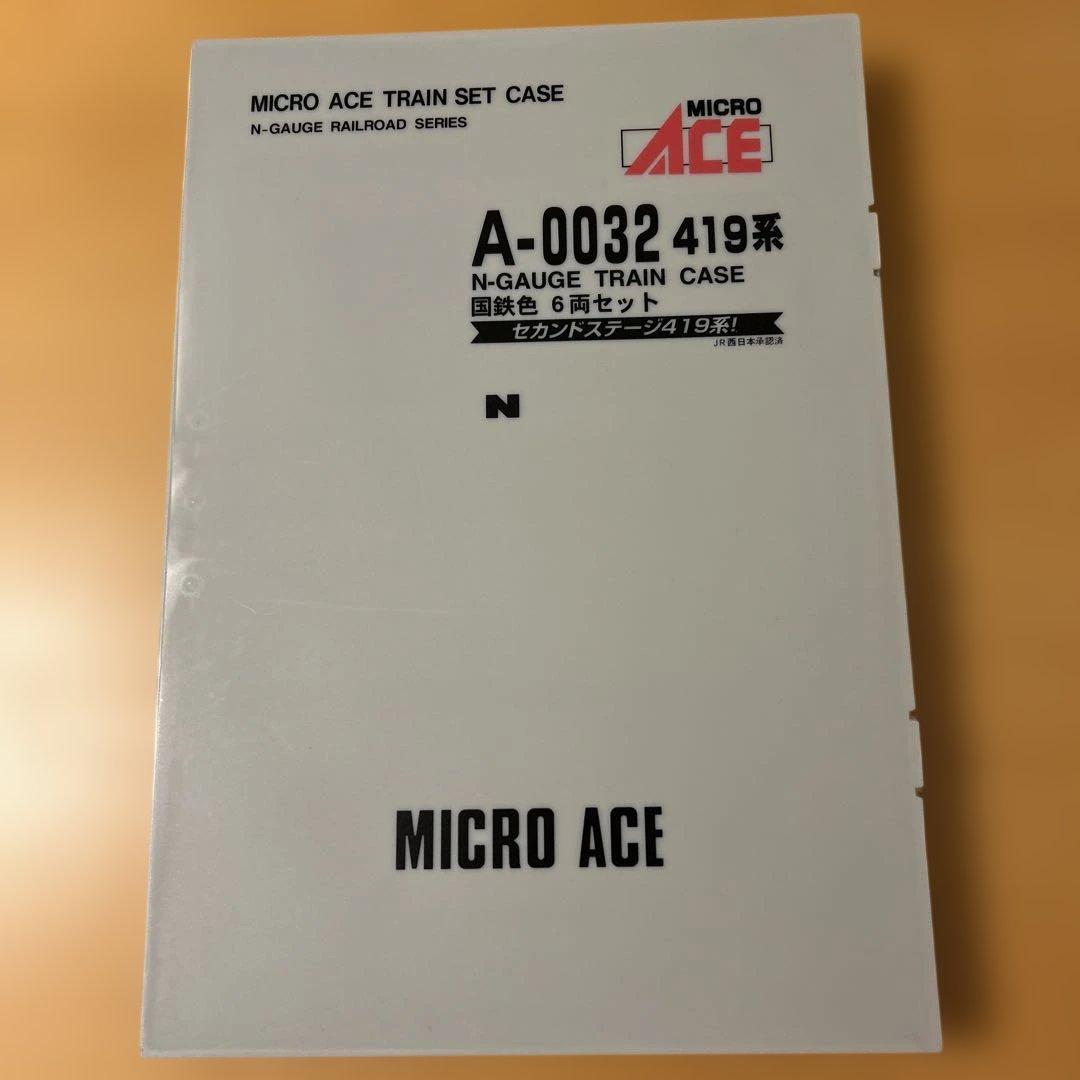 MICRO ACE TRAIN SET CASE
N-GAUGE RAILROAD SERIES
MICRO
ACE
A-0032 419系
N-GAUGE TRAIN CASE
国鉄色 6両セット
セカンドステージ419系!
JR西日本承認済
N
MICRO ACE